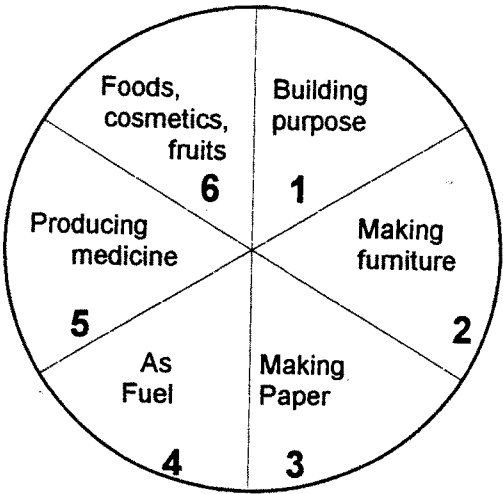 Building
purpose
1
Making
furniture
2
Making
Paper
3
As
Fuel
4
Producing
medicine
5
Foods,
cosmetics,
fruits
6